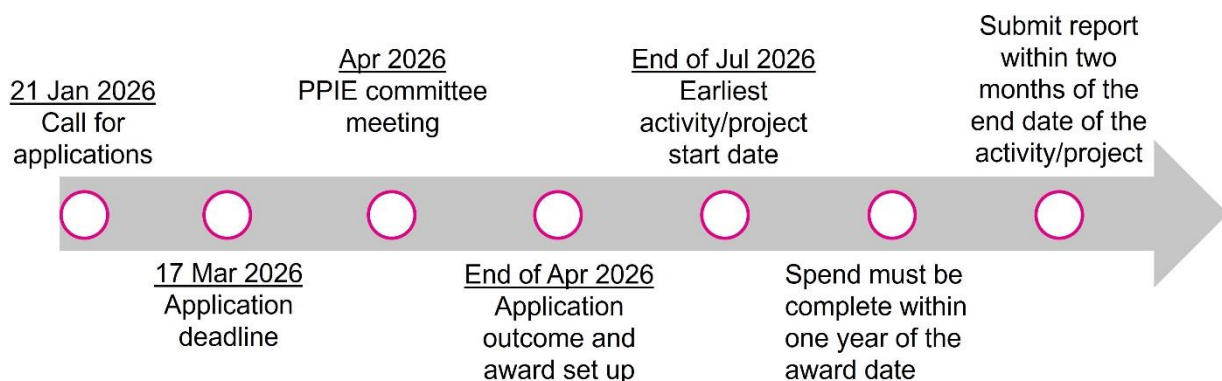 21 Jan 2026
Call for
applications
17 Mar 2026
Application
deadline
Apr 2026
PPIE committee
meeting
End of Apr 2026
Application
outcome and
award set up
End of Jul 2026
Earliest
activity/project
start date
Spend must be
complete within
one year of the
award date
Submit report
within two
months of the
end date of the
activity/project